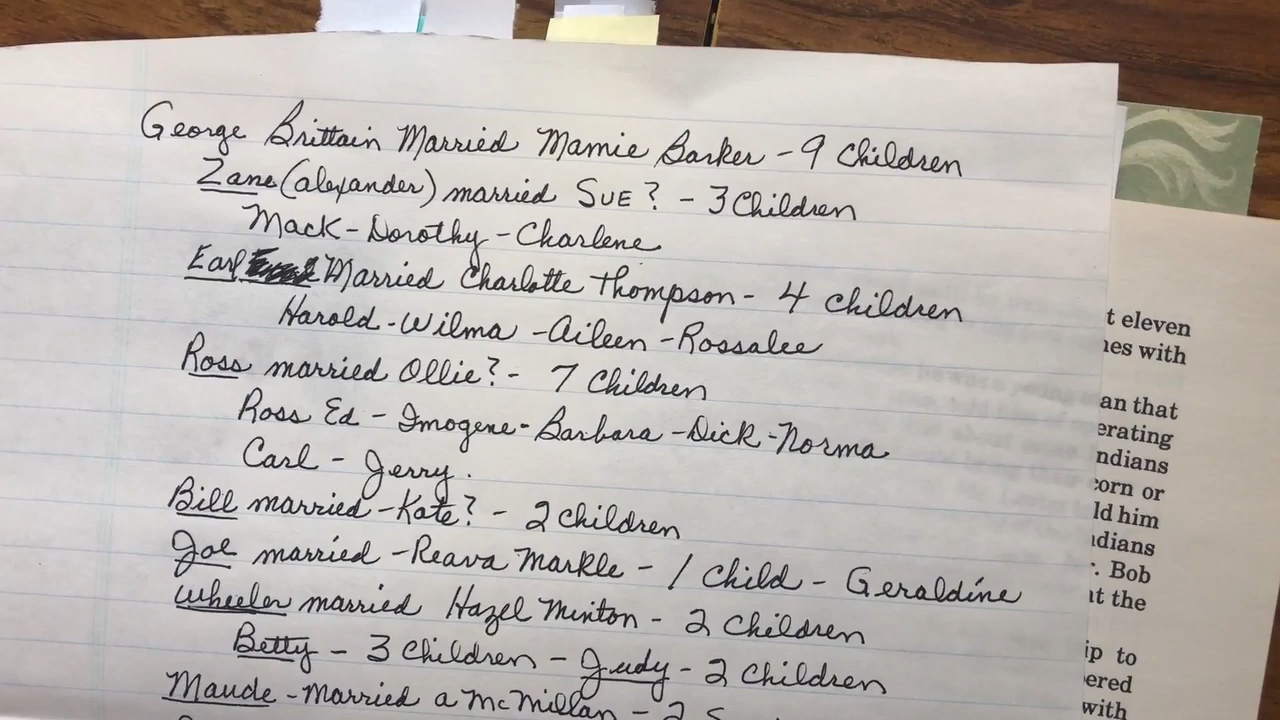 George Brittain Married Mamie Barker - 9 Children
Zane (alexander) married SUE? - 3 Children
Mack - Dorothy - Charlene
Earl Married Charlotte Thompson - 4 Children
Harold - Wilma - Aileen - Rossalee
Ross married Ollie? - 7 Children
Ross Ed - Imogene - Barbara - Dick - Norma
Carl - Jerry.
Bill married - Kate? - 2 Children
Joe married - Reava Markle - 1 Child - Geraldine
Wheeler married Hazel Minton - 2 Children
Betty - 3 Children - Judy - 2 Children
Maude - Married a McMillan - 2
t eleven
nes with
an that
erating
ndians
corn or
ld him
ndians
. Bob
at the
ip to
ered
with